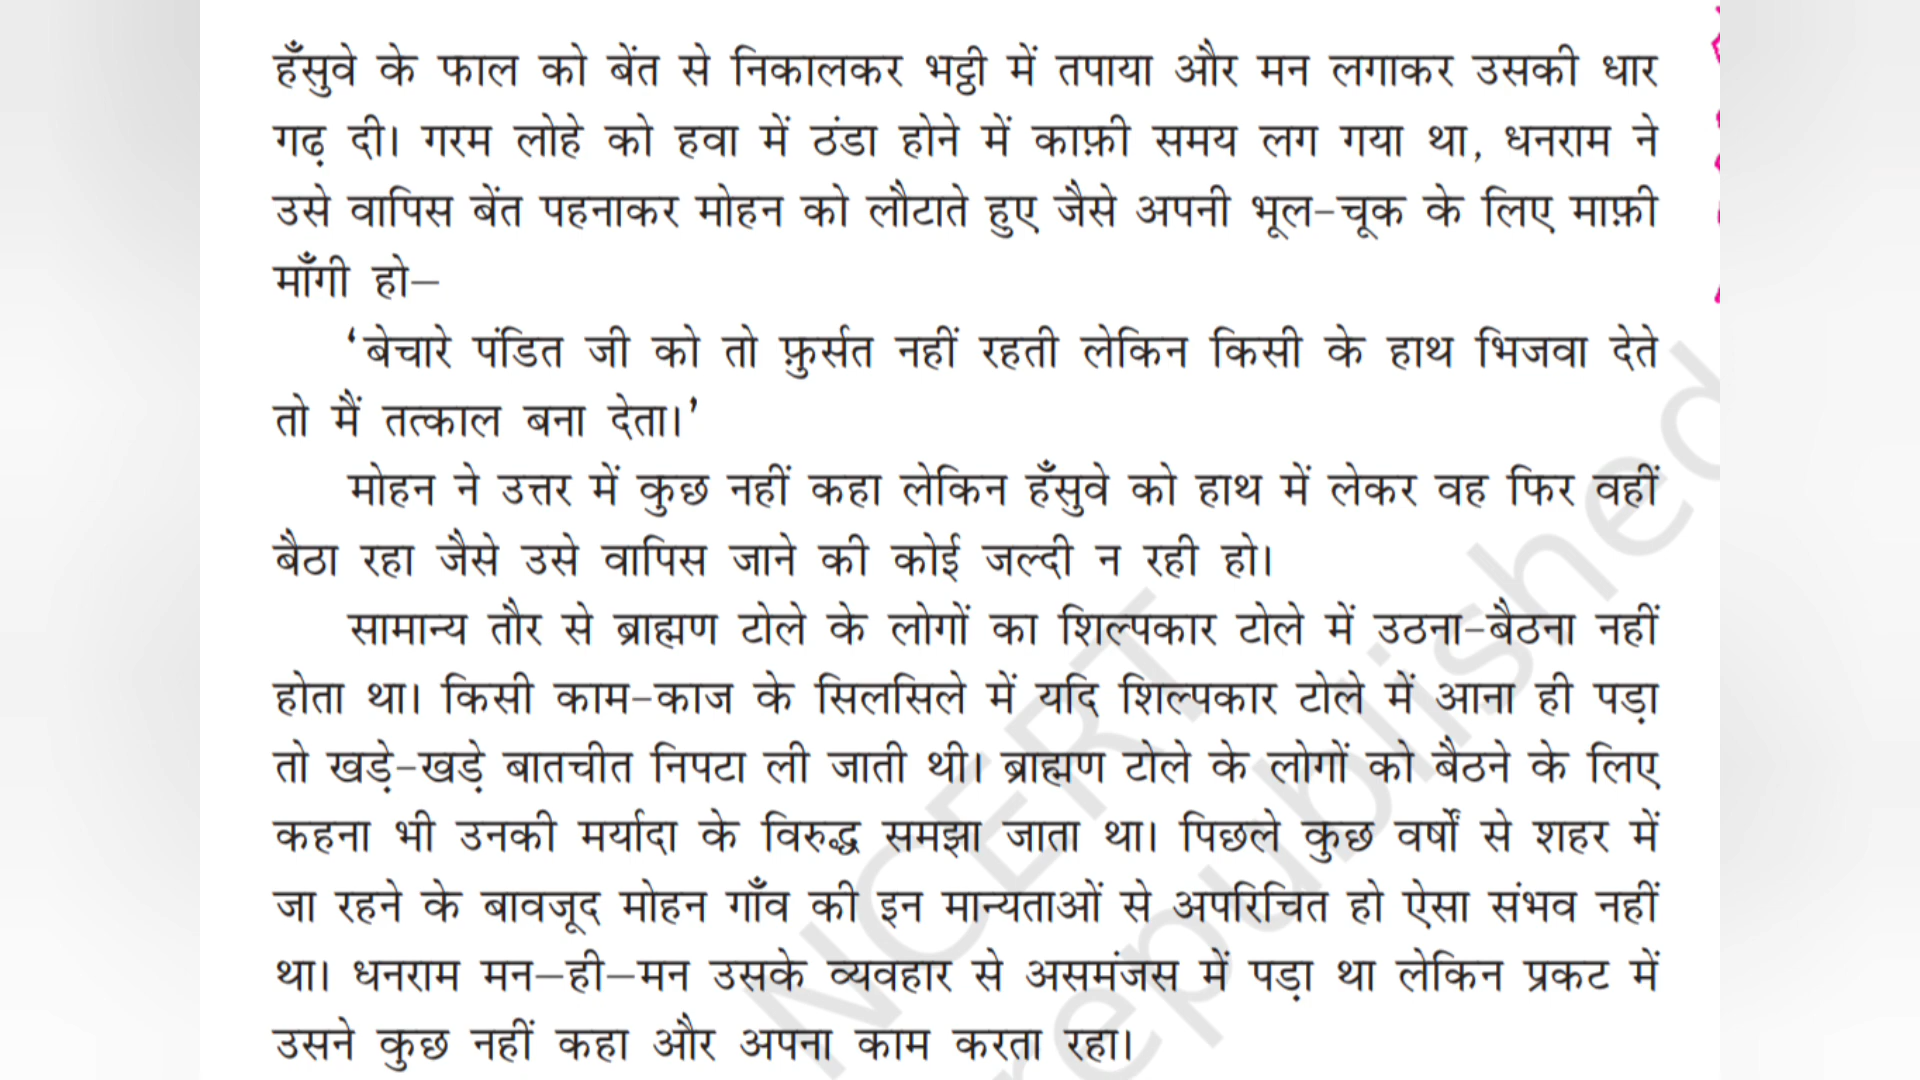 हँसुवे के फाल को बेंत से निकालकर भट्ठी में तपाया और मन लगाकर उसकी धार
गढ़ दी। गरम लोहे को हवा में ठंडा होने में काफ़ी समय लग गया था, धनराम ने
उसे वापिस बेंत पहनाकर मोहन को लौटाते हुए जैसे अपनी भूल-चूक के लिए माफ़ी
माँगी हो—
‘बेचारे पंडित जी को तो फ़ुर्सत नहीं रहती लेकिन किसी के हाथ भिजवा देते
तो मैं तत्काल बना देता।’
मोहन ने उत्तर में कुछ नहीं कहा लेकिन हँसुवे को हाथ में लेकर वह फिर वहीं
बैठा रहा जैसे उसे वापिस जाने की कोई जल्दी न रही हो।
सामान्य तौर से ब्राह्मण टोले के लोगों का शिल्पकार टोले में उठना-बैठना नहीं
होता था। किसी काम-काज के सिलसिले में यदि शिल्पकार टोले में आना ही पड़ा
तो खड़े-खड़े बातचीत निपटा ली जाती थी। ब्राह्मण टोले के लोगों को बैठने के लिए
कहना भी उनकी मर्यादा के विरुद्ध समझा जाता था। पिछले कुछ वर्षों से शहर में
जा रहने के बावजूद मोहन गाँव की इन मान्यताओं से अपरिचित हो ऐसा संभव नहीं
था। धनराम मन—ही—मन उसके व्यवहार से असमंजस में पड़ा था लेकिन प्रकट में
उसने कुछ नहीं कहा और अपना काम करता रहा।
NCERT
republished